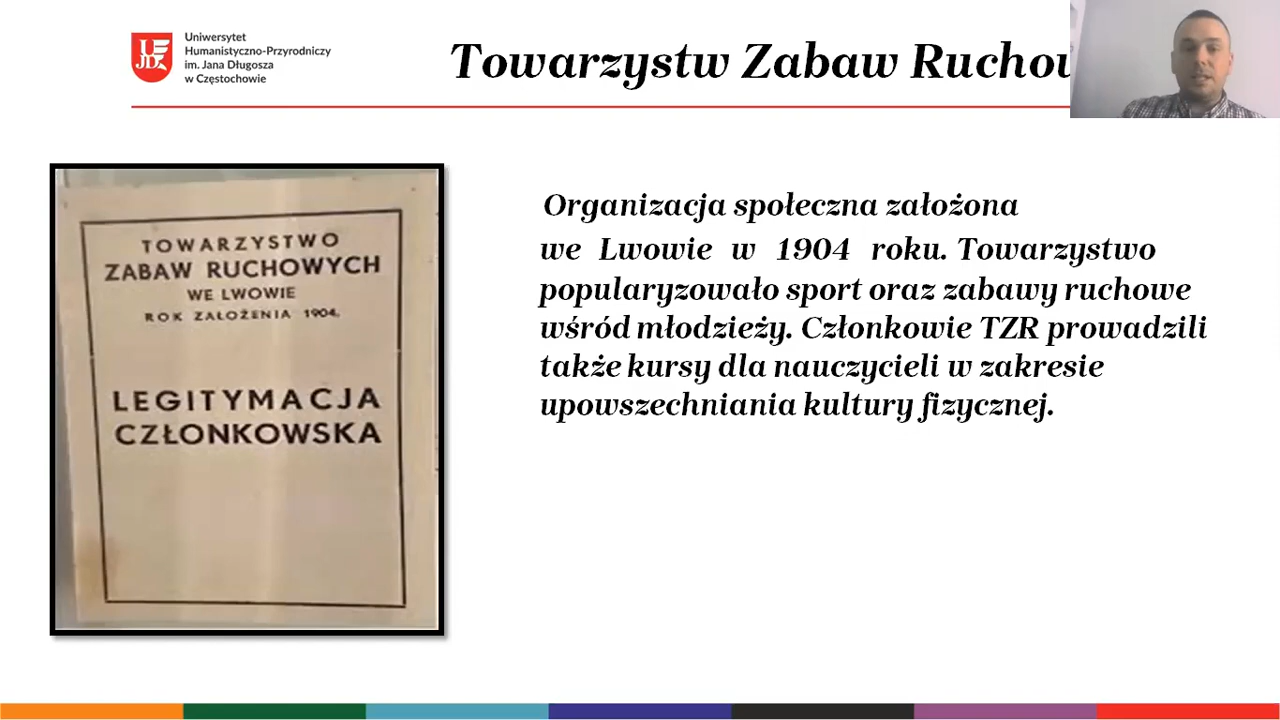 Uniwersytet
Humanistyczno-Przyrodniczy
im. Jana Długosza
w Częstochowie
Towarzystw Zabaw
TOWARZYSTWO
ZABAW RUCHOWYCH
WE LWOWIE
ROK ZAŁOŻENIA 1904.
LEGITYMACJA
CZŁONKOWSKA
Organizacja społeczna założona
we Lwowie w 1904 roku. Towarzystwo
popularyzowało sport oraz zabawy ruchowe
wśród młodzieży. Członkowie TZR prowadzili
także kursy dla nauczycieli w zakresie
upowszechniania kultury fizycznej.